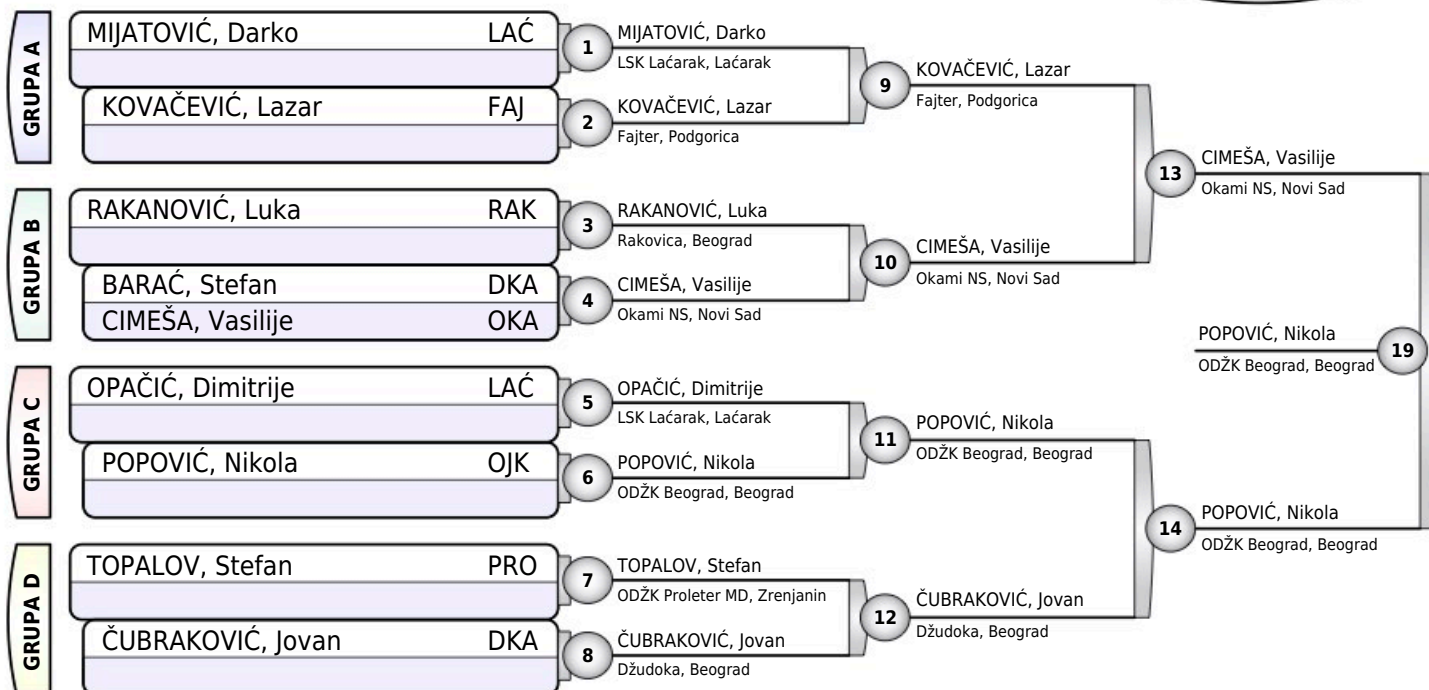 GRUPA A
MIJATOVIĆ, Darko LAĆ
KOVAČEVIĆ, Lazar FAJ
GRUPA B
RAKANOVIĆ, Luka RAK
BARAĆ, Stefan DKA
CIMEŠA, Vasilije OKA
GRUPA C
OPAČIĆ, Dimitrije LAĆ
POPOVIĆ, Nikola OJK
GRUPA D
TOPALOV, Stefan PRO
ČUBRAKOVIĆ, Jovan DKA
1
MIJATOVIĆ, Darko
LSK Laćarak, Laćarak
2
KOVAČEVIĆ, Lazar
Fajter, Podgorica
3
RAKANOVIĆ, Luka
Rakovica, Beograd
4
CIMEŠA, Vasilije
Okami NS, Novi Sad
5
OPAČIĆ, Dimitrije
LSK Laćarak, Laćarak
6
POPOVIĆ, Nikola
ODŽK Beograd, Beograd
7
TOPALOV, Stefan
ODŽK Proleter MD, Zrenjanin
8
ČUBRAKOVIĆ, Jovan
Džudoka, Beograd
9
KOVAČEVIĆ, Lazar
Fajter, Podgorica
10
CIMEŠA, Vasilije
Okami NS, Novi Sad
11
POPOVIĆ, Nikola
ODŽK Beograd, Beograd
12
ČUBRAKOVIĆ, Jovan
Džudoka, Beograd
13
CIMEŠA, Vasilije
Okami NS, Novi Sad
14
POPOVIĆ, Nikola
ODŽK Beograd, Beograd
POPOVIĆ, Nikola
ODŽK Beograd, Beograd
19